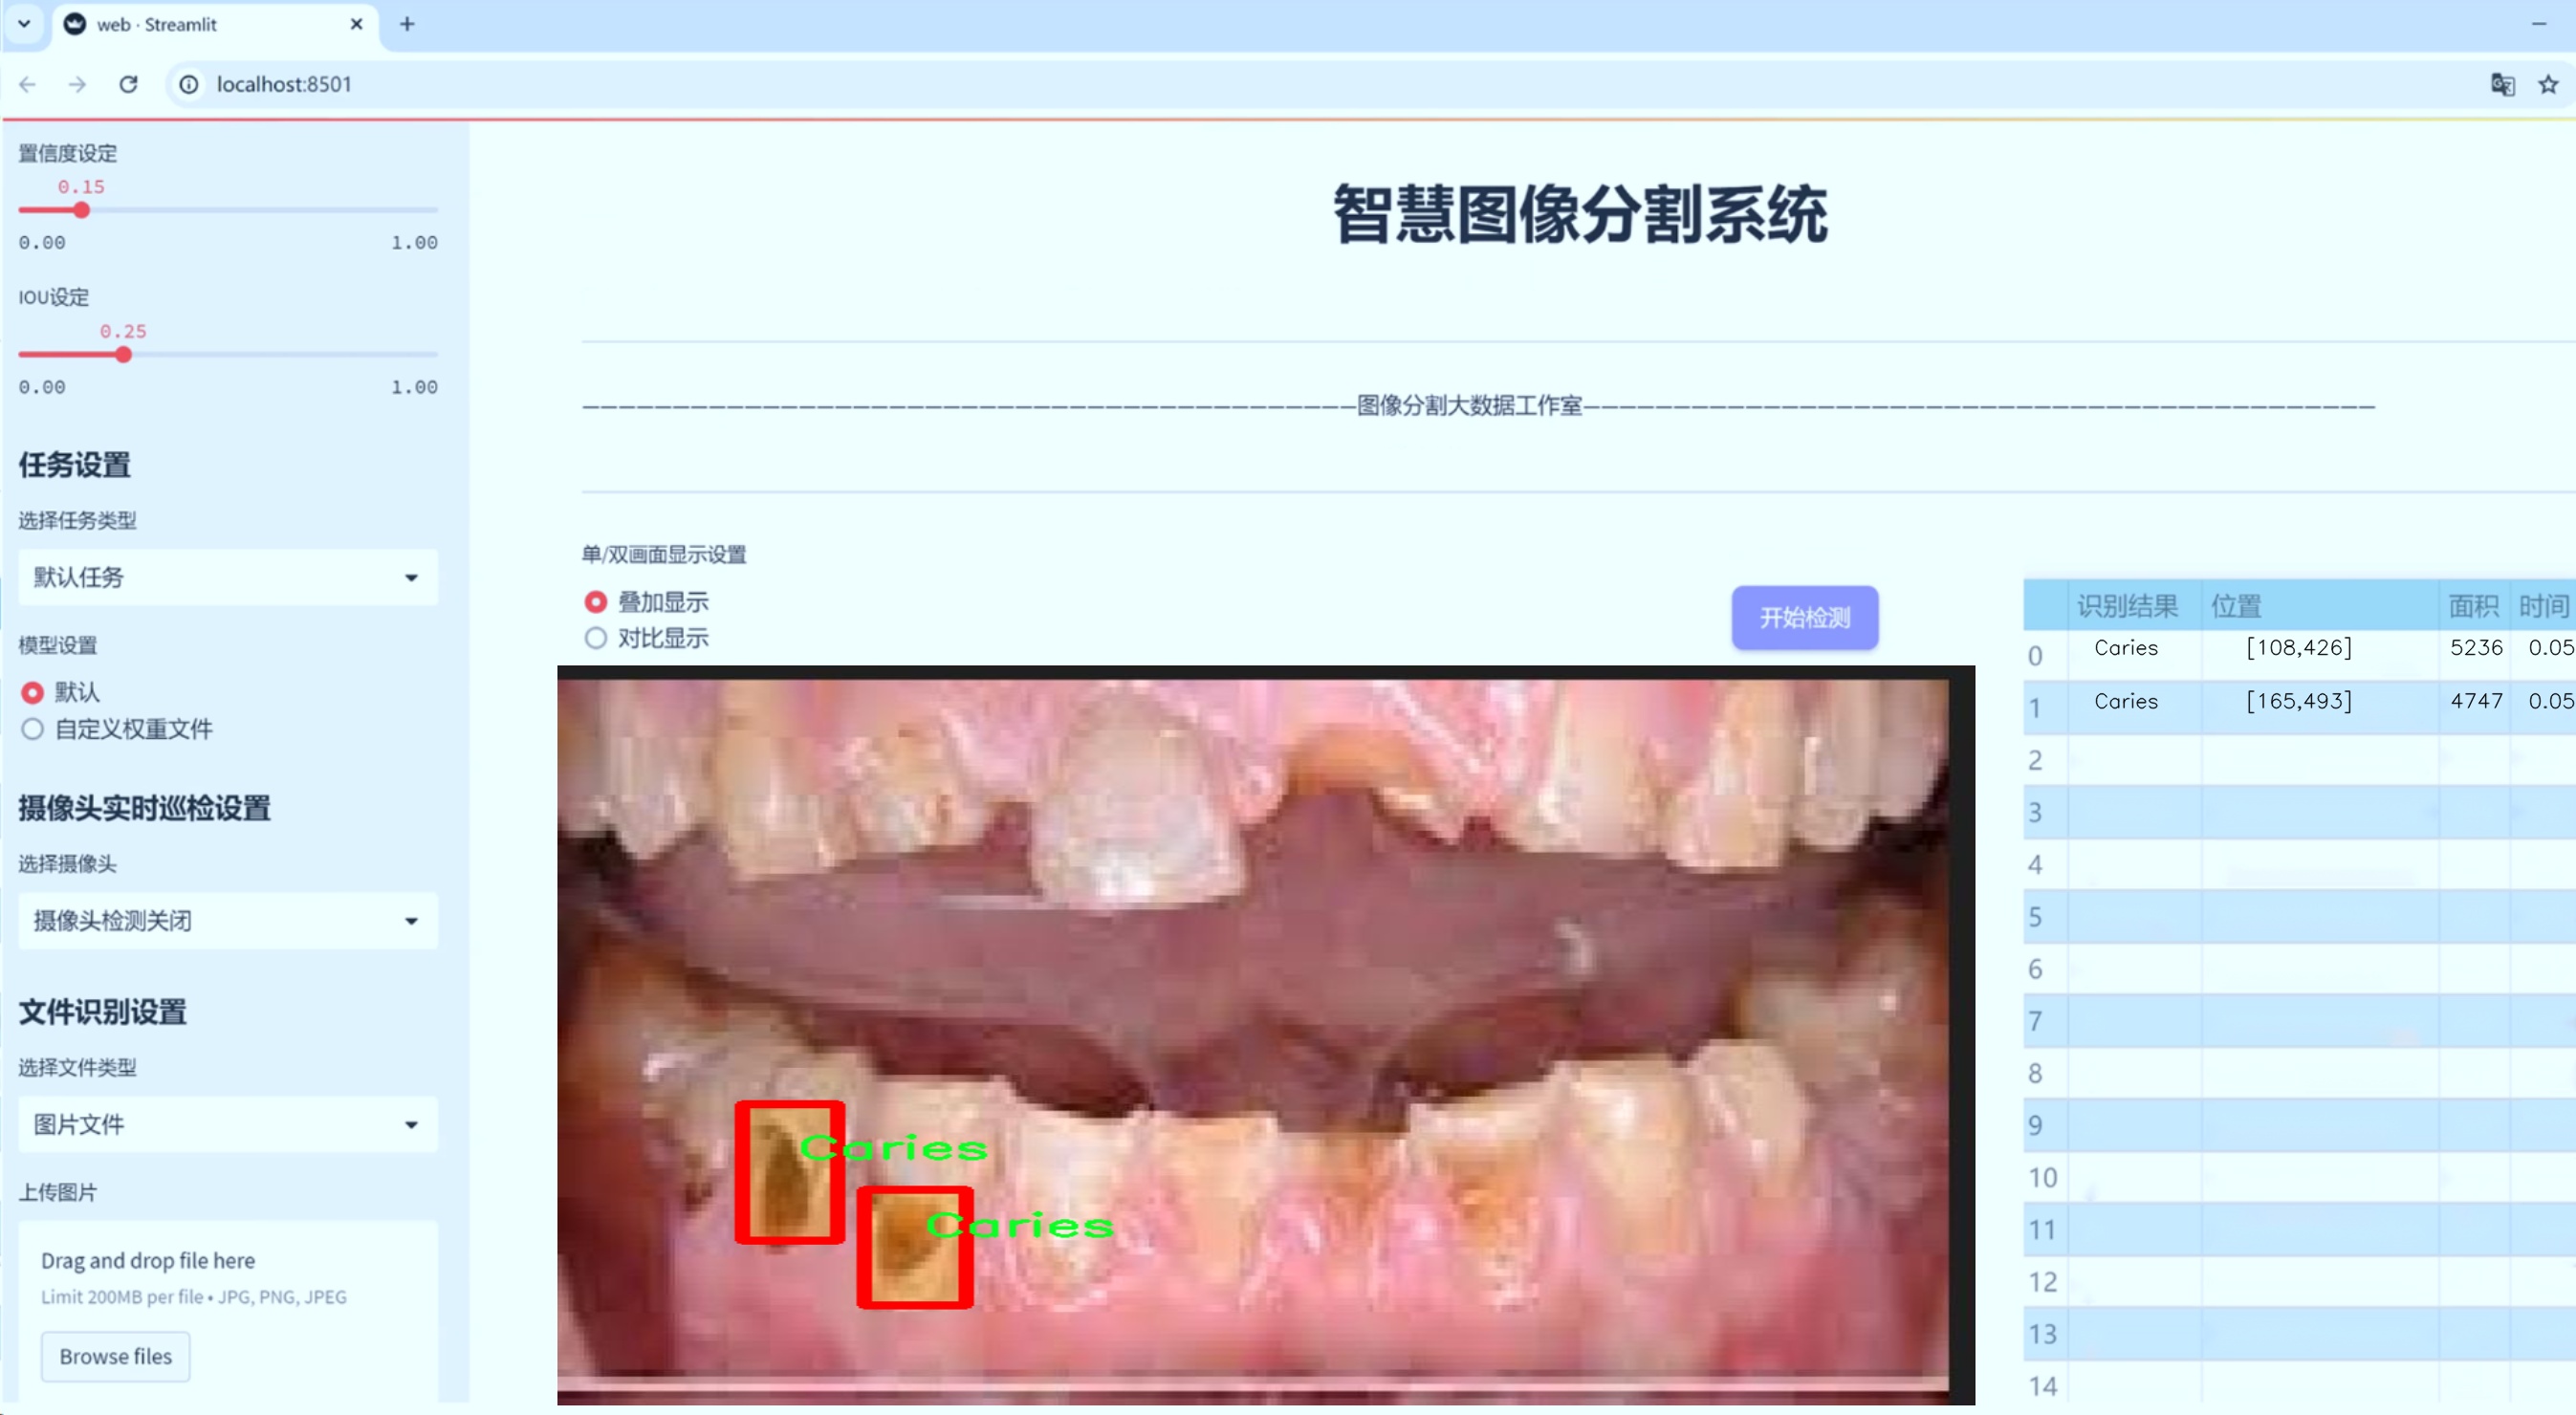 web · Streamlit
localhost:8501
置信度设定
0.15
0.00 1.00
IOU设定
0.25
0.00 1.00
任务设置
选择任务类型
默认任务
模型设置
默认
自定义权重文件
摄像头实时巡检设置
选择摄像头
摄像头检测关闭
文件识别设置
选择文件类型
图片文件
上传图片
Drag and drop file here
Limit 200MB per file • JPG, PNG, JPEG
Browse files
智慧图像分割系统
图像分割大数据工作室
单/双画面显示设置
叠加显示
对比显示
开始检测
Caries
Caries
识别结果 位置 面积 时间
0 Caries [108,426] 5236 0.05
1 Caries [165,493] 4747 0.05
2
3
4
5
6
7
8
9
10
11
12
13
14